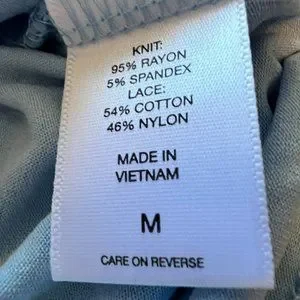 KNIT:
95% RAYON
5% SPANDEX
LACE:
54% COTTON
46% NYLON
MADE IN
VIETNAM
M
CARE ON REVERSE